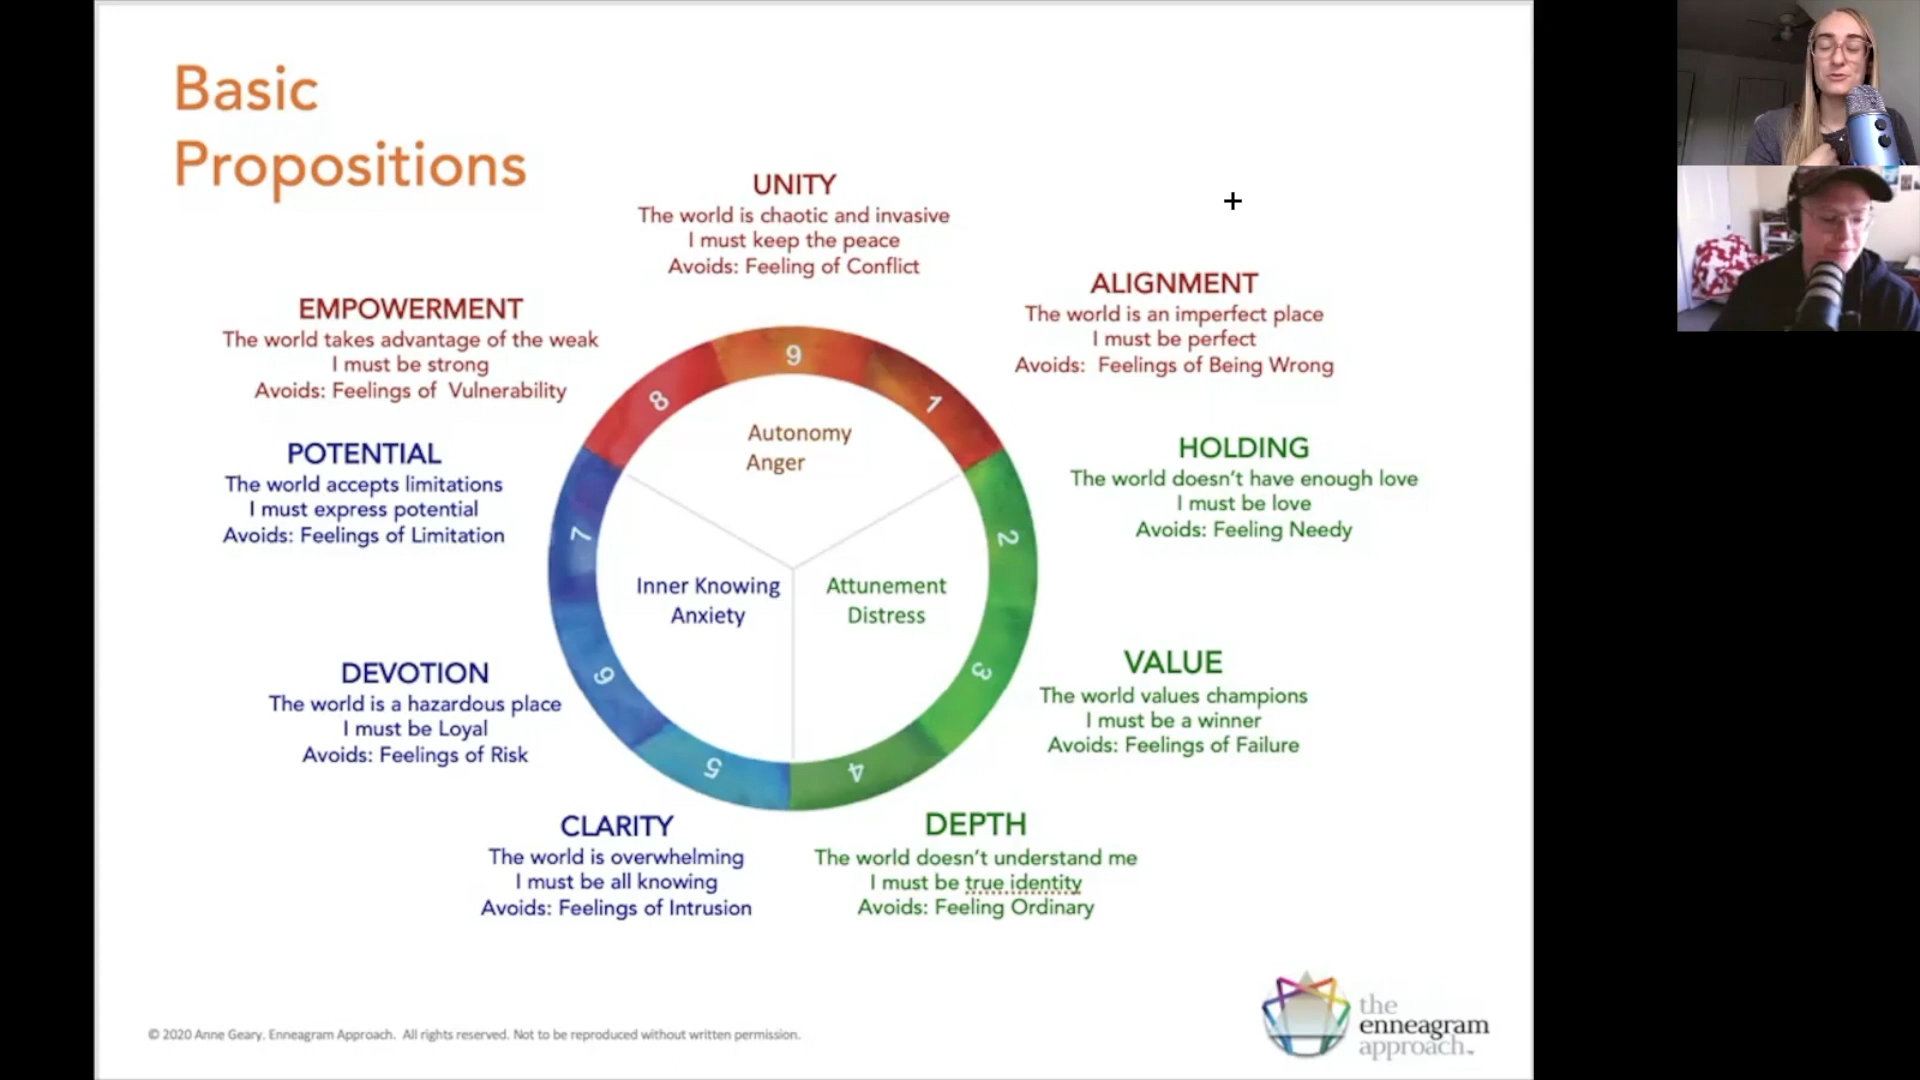 Basic
Propositions
UNITY
The world is chaotic and invasive
I must keep the peace
Avoids: Feeling of Conflict
ALIGNMENT
The world is an imperfect place
I must be perfect
Avoids:  Feelings of Being Wrong
EMPOWERMENT
The world takes advantage of the weak
I must be strong
Avoids: Feelings of  Vulnerability
POTENTIAL
The world accepts limitations
I must express potential
Avoids: Feelings of Limitation
HOLDING
The world doesn't have enough love
I must be love
Avoids: Feeling Needy
9
8
1
7
2
6
3
5
4
Autonomy
Anger
Inner Knowing
Anxiety
Attunement
Distress
DEVOTION
The world is a hazardous place
I must be Loyal
Avoids: Feelings of Risk
VALUE
The world values champions
I must be a winner
Avoids: Feelings of Failure
CLARITY
The world is overwhelming
I must be all knowing
Avoids: Feelings of Intrusion
DEPTH
The world doesn't understand me
I must be true identity
Avoids: Feeling Ordinary
© 2020 Anne Geary. Enneagram Approach.  All rights reserved. Not to be reproduced without written permission.
the
enneagram
approach™